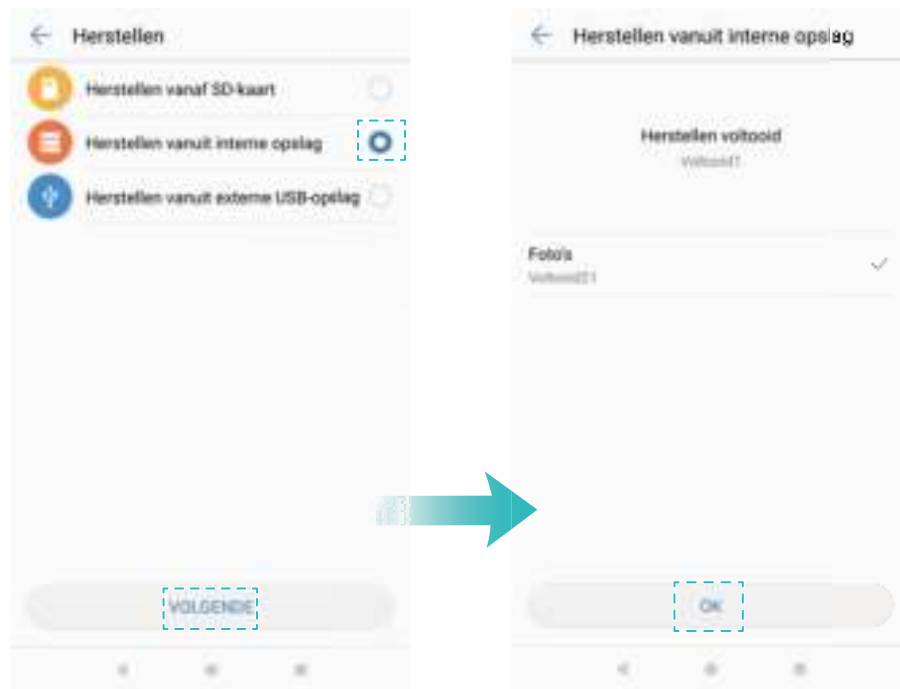 Herstellen
Herstellen vanaf SD-kaart
Herstellen vanuit interne opslag
Herstellen vanuit externe USB-opslag
VOLGENDE
Herstellen vanuit interne opslag
Herstellen voltooid
Voltooid1
Foto's
OK